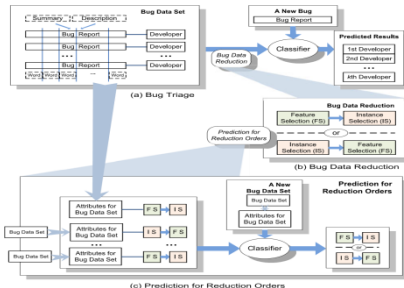 Bug Data Set
Summary
Description
Bug Report
Developer
Bug Report
Developer
...
...
Bug Report
Developer
Word
Word
Word
...
Word
(a) Bug Triage
Bug Data
Reduction
A New Bug
Bug Report
Classifier
Predicted Results
1st Developer
2nd Developer
...
kth Developer
Bug Data Reduction
Feature
Selection (FS)
Instance
Selection (IS)
or
Instance
Selection (IS)
Feature
Selection (FS)
(b) Bug Data Reduction
Prediction for
Reduction Orders
Attributes for
Bug Data Set
FS
IS
Bug Data Set
Attributes for
Bug Data Set
IS
FS
...
...
Bug Data Set
Attributes for
Bug Data Set
FS
IS
A New
Bug Data Set
Bug Data Set
Attributes for
Bug Data Set
Classifier
Prediction for
Reduction Orders
FS
IS
or
IS
FS
(c) Prediction for Reduction Orders